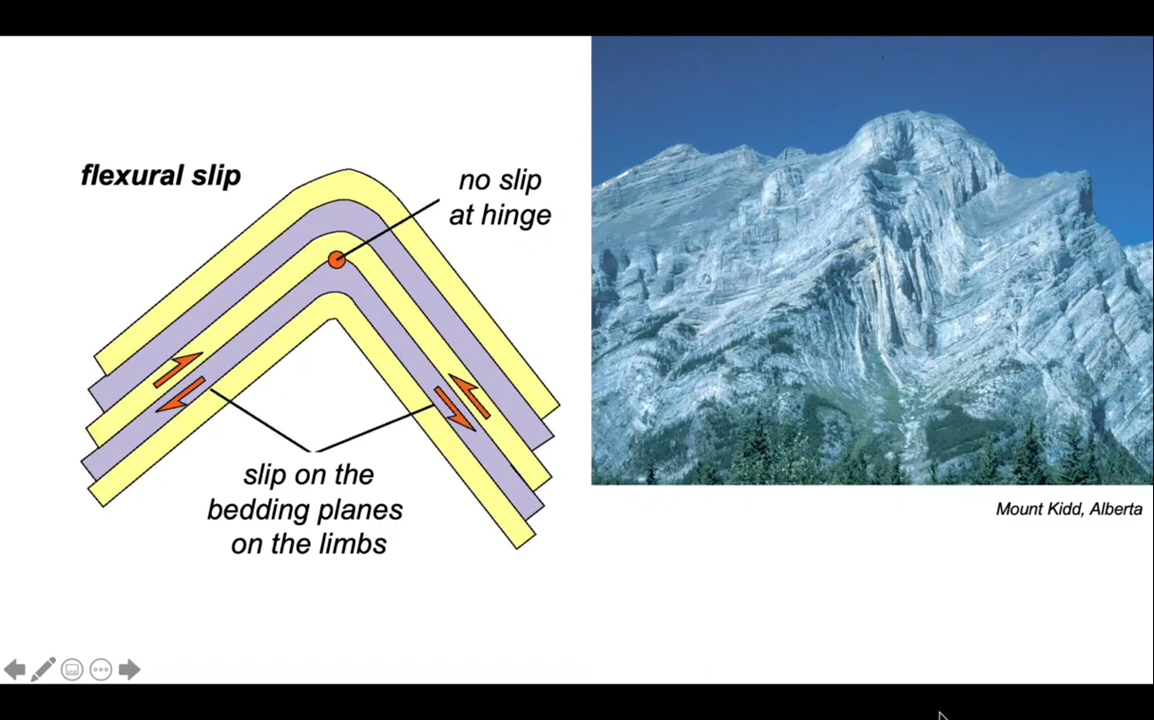 flexural slip
no slip
at hinge
slip on the
bedding planes
on the limbs
Mount Kidd, Alberta